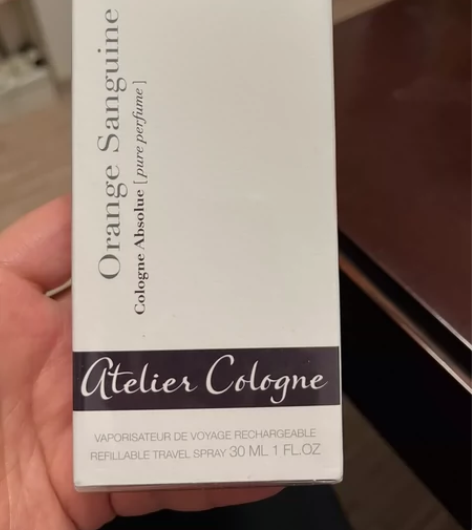 Orange Sanguine
Cologne Absolue [pure perfume]
Atelier Cologne
VAPORISATEUR DE VOYAGE RECHARGEABLE
REFILLABLE TRAVEL SPRAY 30 ML 1 FL.OZ